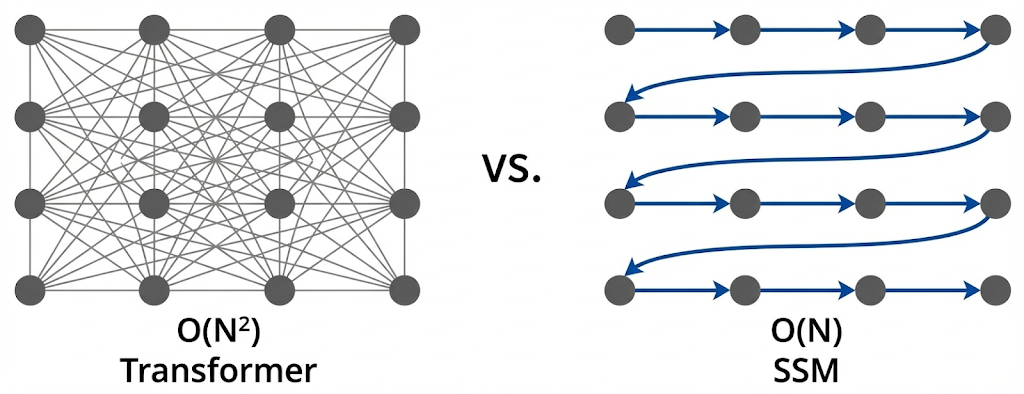 VS.
O(N²)
Transformer
O(N)
SSM